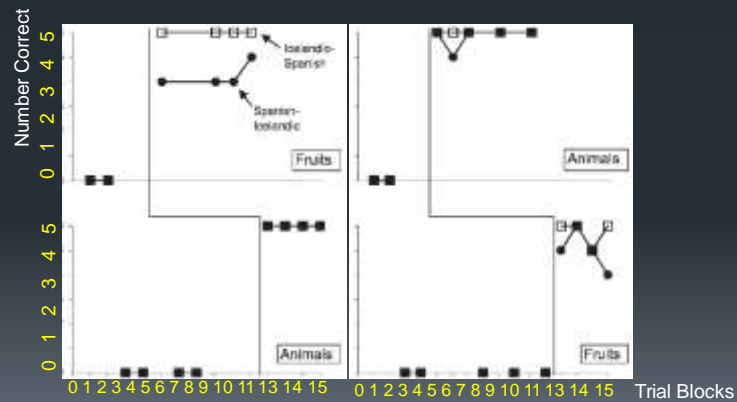 Number Correct
5
4
3
2
1
0
Icelandic-
Spanish
Spanish-
Icelandic
Fruits
Animals
5
4
3
2
1
0
Animals
Fruits
0 1 2 3 4 5 6 7 8 9 10 11 12 13 14 15
0 1 2 3 4 5 6 7 8 9 10 11 12 13 14 15
Trial Blocks